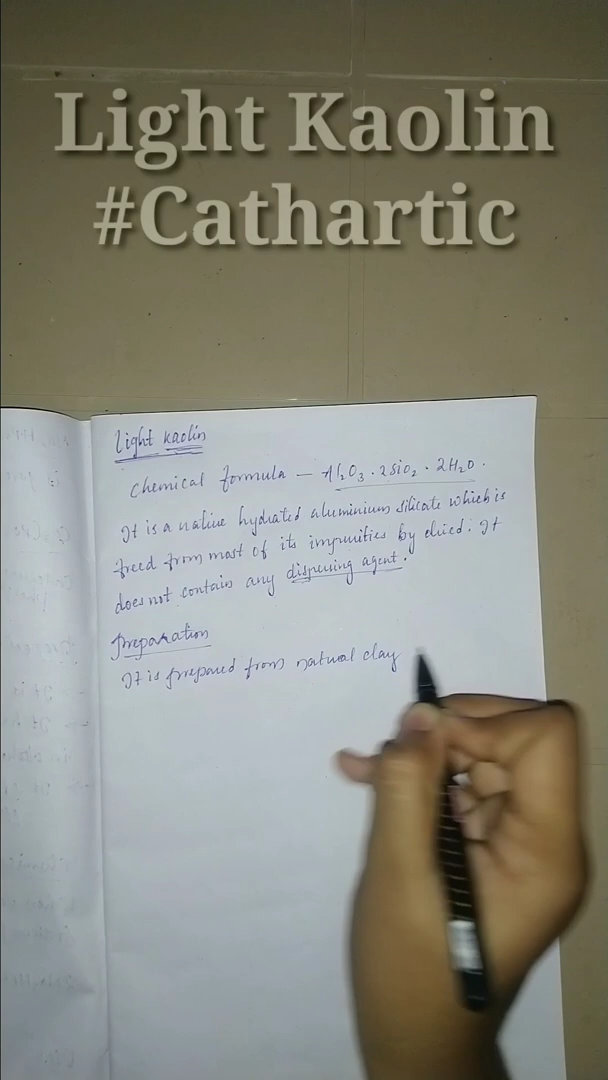 Light Kaolin
#Cathartic
Light kaolin
Chemical formula — Al₂O₃ · 2SiO₂ · 2H₂O .
It is a native hydrated aluminium silicate which is
freed from most of its impurities by . It
does not contain any dispersing agent.
Preparation
It is prepared from natural clay